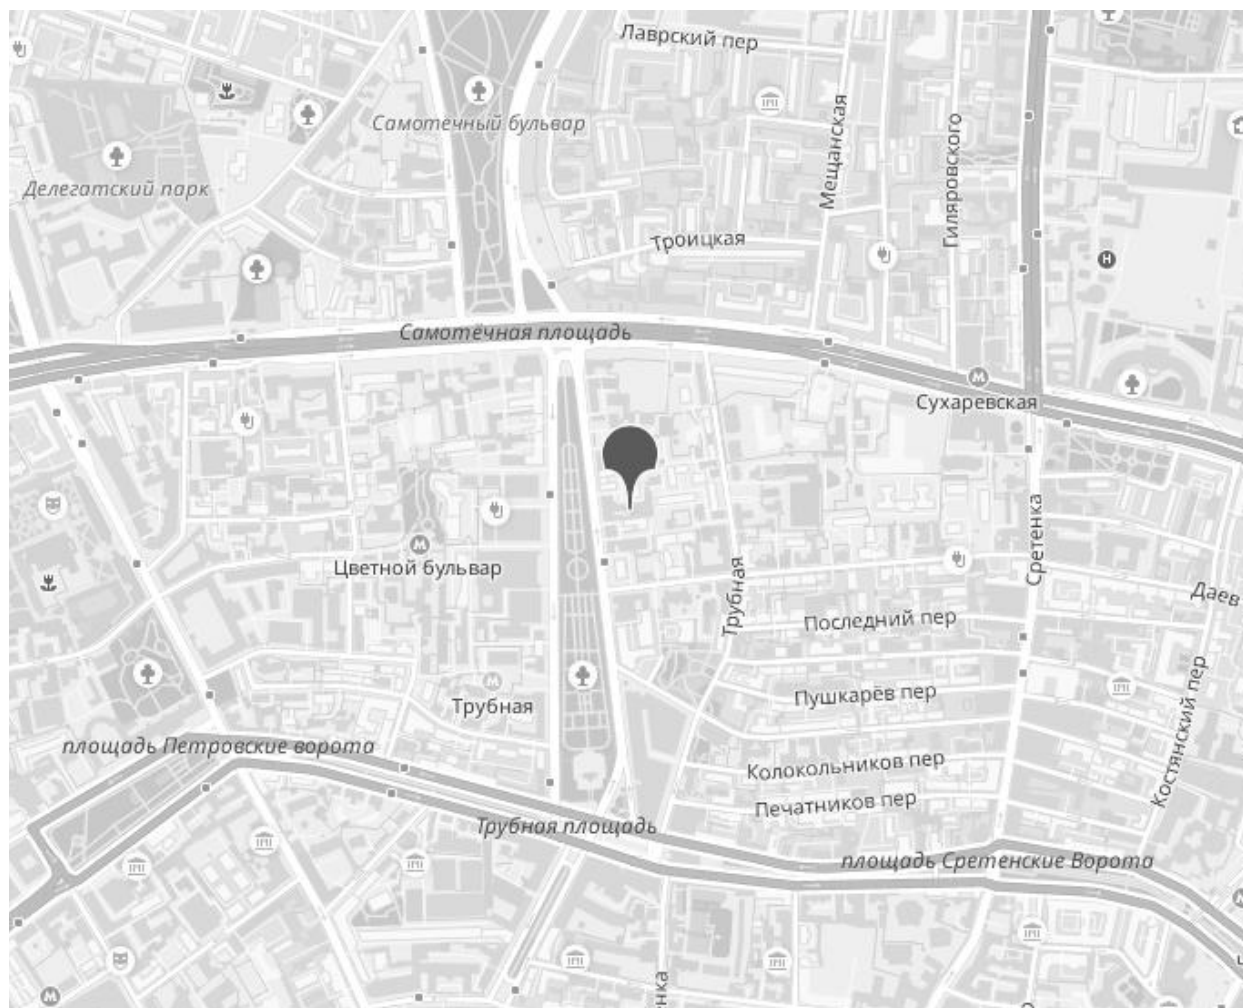 Лаврский пер
Самотечный бульвар
Мещанская
Гиляровского
Делегатский парк
Троицкая
Н
Самотёчная площадь
М
Сухаревская
Сретенка
М
Цветной бульвар
Трубная
Даев
Последний пер
М
Трубная
Пушкарёв пер
Костянский пер
площадь Петровские ворота
Колокольников пер
Печатников пер
Трубная площадь
площадь Сретенские Ворота
М
М